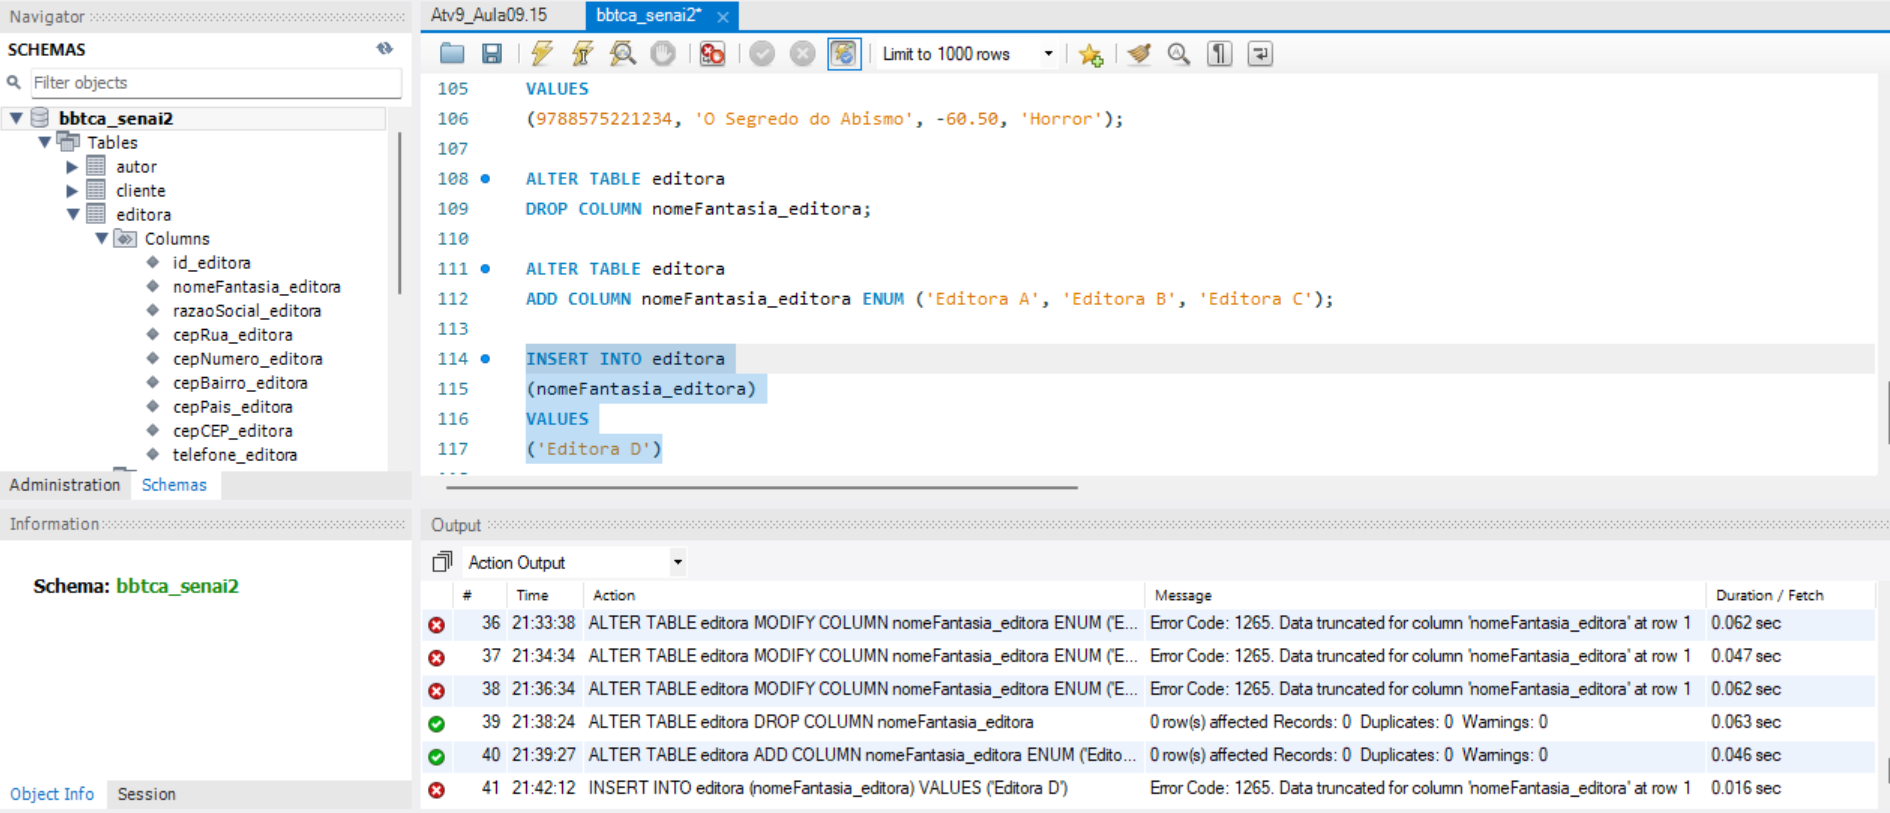 Navigator
SCHEMAS
Filter objects
bbtca_senai2
Tables
autor
cliente
editora
Columns
id_editora
nomeFantasia_editora
razaoSocial_editora
cepRua_editora
cepNumero_editora
cepBairro_editora
cepPais_editora
cepCEP_editora
telefone_editora
Administration Schemas
Information
Schema: bbtca_senai2
Object Info Session
Atv9_Aula09.15 bbtca_senai2*
Limit to 1000 rows
105 VALUES
106 (9788575221234, 'O Segredo do Abismo', -60.50, 'Horror');
107
108 ALTER TABLE editora
109 DROP COLUMN nomeFantasia_editora;
110
111 ALTER TABLE editora
112 ADD COLUMN nomeFantasia_editora ENUM ('Editora A', 'Editora B', 'Editora C');
113
114 INSERT INTO editora
115 (nomeFantasia_editora)
116 VALUES
117 ('Editora D')
Output
Action Output
# Time Action Message Duration / Fetch
36 21:33:38 ALTER TABLE editora MODIFY COLUMN nomeFantasia_editora ENUM ('E... Error Code: 1265. Data truncated for column 'nomeFantasia_editora' at row 1 0.062 sec
37 21:34:34 ALTER TABLE editora MODIFY COLUMN nomeFantasia_editora ENUM ('E... Error Code: 1265. Data truncated for column 'nomeFantasia_editora' at row 1 0.047 sec
38 21:36:34 ALTER TABLE editora MODIFY COLUMN nomeFantasia_editora ENUM ('E... Error Code: 1265. Data truncated for column 'nomeFantasia_editora' at row 1 0.062 sec
39 21:38:24 ALTER TABLE editora DROP COLUMN nomeFantasia_editora 0 row(s) affected Records: 0 Duplicates: 0 Warnings: 0 0.063 sec
40 21:39:27 ALTER TABLE editora ADD COLUMN nomeFantasia_editora ENUM ('Edito... 0 row(s) affected Records: 0 Duplicates: 0 Warnings: 0 0.046 sec
41 21:42:12 INSERT INTO editora (nomeFantasia_editora) VALUES ('Editora D') Error Code: 1265. Data truncated for column 'nomeFantasia_editora' at row 1 0.016 sec